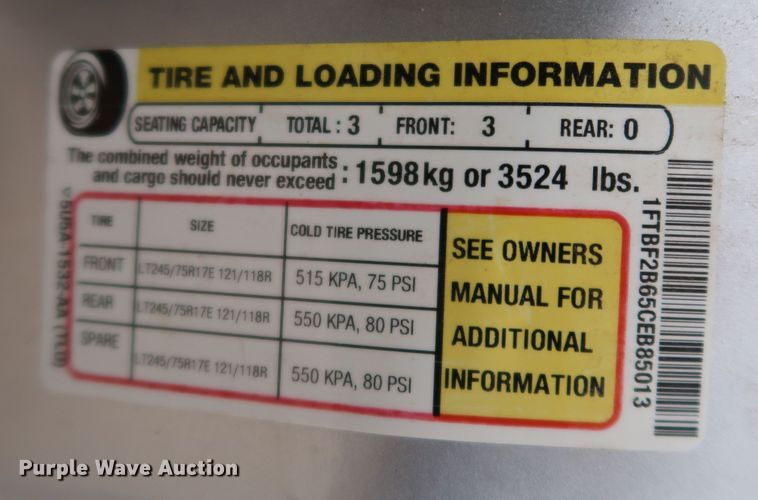 TIRE AND LOADING INFORMATION
SEATING CAPACITY TOTAL : 3 FRONT: 3 REAR: 0
The combined weight of occupants
and cargo should never exceed : 1598kg or 3524 lbs.
TIRE SIZE COLD TIRE PRESSURE
FRONT LT245/75R17E 121/118R 515 KPA, 75 PSI
REAR LT245/75R17E 121/118R 550 KPA, 80 PSI
SPARE LT245/75R17E 121/118R 550 KPA, 80 PSI
SEE OWNERS
MANUAL FOR
ADDITIONAL
INFORMATION
1FTBF2B65CEB85013
Purple Wave Auction